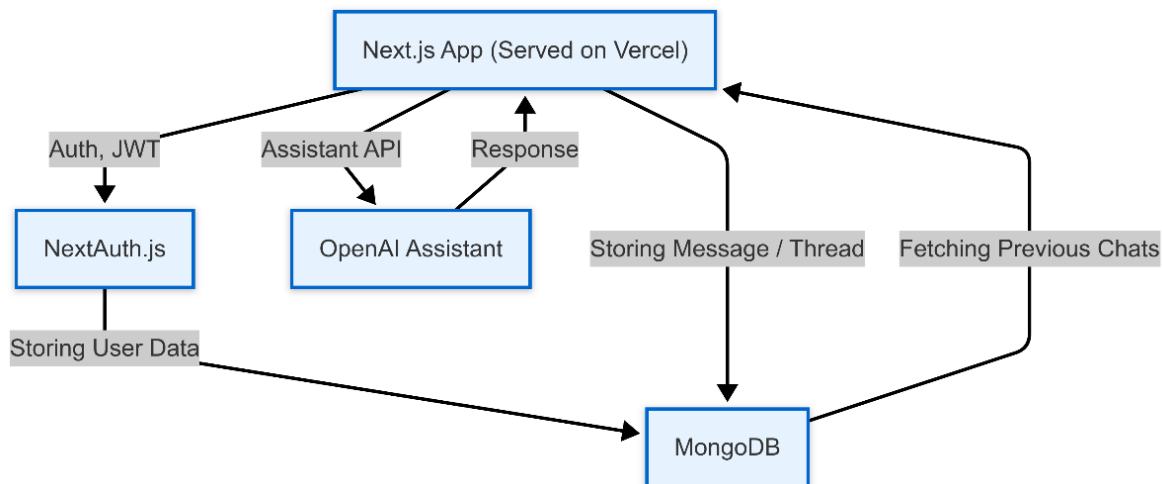 Next.js App (Served on Vercel)
Auth, JWT
Assistant API
Response
NextAuth.js
OpenAI Assistant
Storing Message / Thread
Fetching Previous Chats
Storing User Data
MongoDB